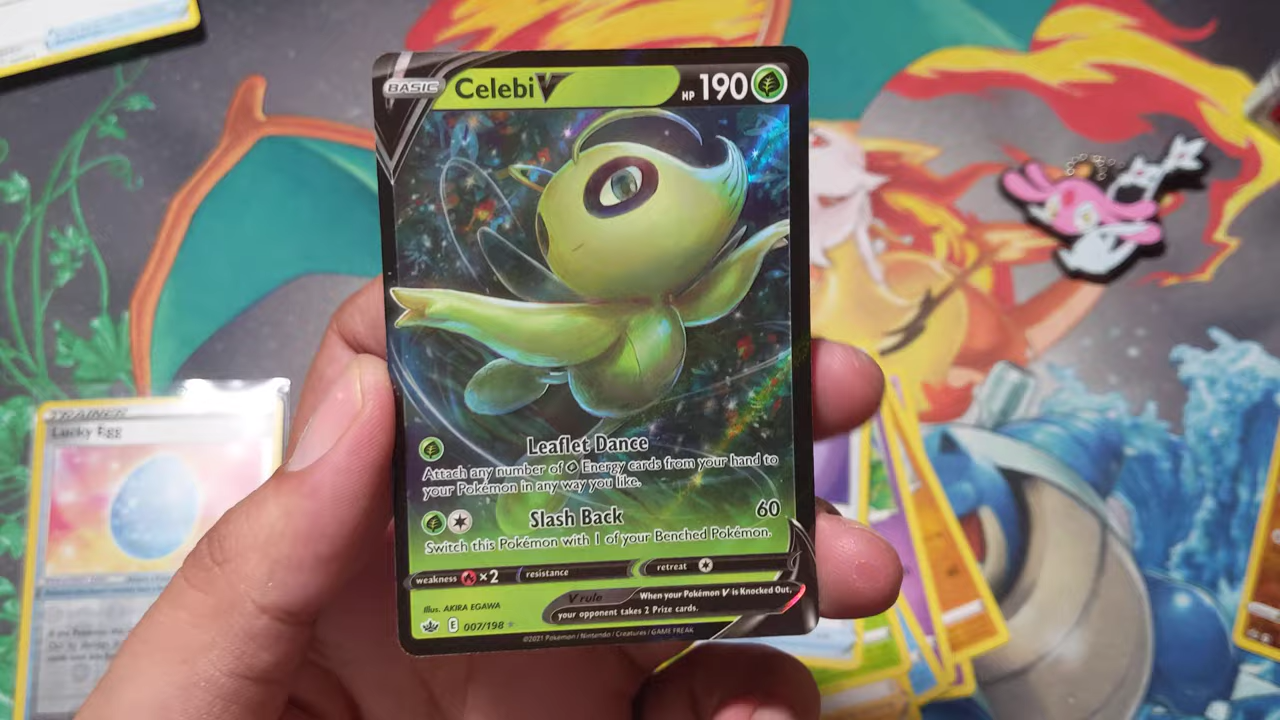 BASIC
Celebi V
HP 190
Leaflet Dance
Attach any number of Energy cards from your hand to
your Pokémon in any way you like.
Slash Back 60
Switch this Pokémon with 1 of your Benched Pokémon.
weakness ×2 resistance retreat
V rule When your Pokémon V is Knocked Out,
your opponent takes 2 Prize cards.
Illus. AKIRA EGAWA
E 007/198
©2021 Pokémon / Nintendo / Creatures / GAME FREAK
TRAINER
Lucky Egg